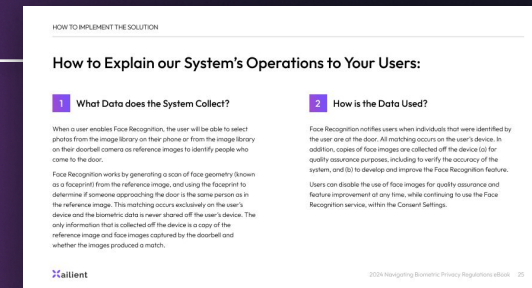 HOW TO IMPLEMENT THE SOLUTION
How to Explain our System's Operations to Your Users:
1 What Data does the System Collect?
When a user enables Face Recognition, the user will be able to select
photos from the image library on their phone or from the image library
on their doorbell camera as reference images to identify people who
come to the door.
Face Recognition works by generating a scan of face geometry (known
as a faceprint) from the reference image, and using the faceprint to
determine if someone approaching the door is the same person as in
the reference image. This matching occurs exclusively on the user's
device and the biometric data is never shared off the user's device. The
only information that is collected off the device is a copy of the
reference image and face images captured by the doorbell and
whether the images produced a match.
2 How is the Data Used?
Face Recognition notifies users when individuals that were identified by
the user are at the door. All matching occurs on the user's device. In
addition, copies of face images are collected off the device (a) for
quality assurance purposes, including to verify the accuracy of the
system, and (b) to develop and improve the Face Recognition feature.
Users can disable the use of face images for quality assurance and
feature improvement at any time, while continuing to use the Face
Recognition service, within the Consent Settings.
Xailient
2024 Navigating Biometric Privacy Regulations eBook 25